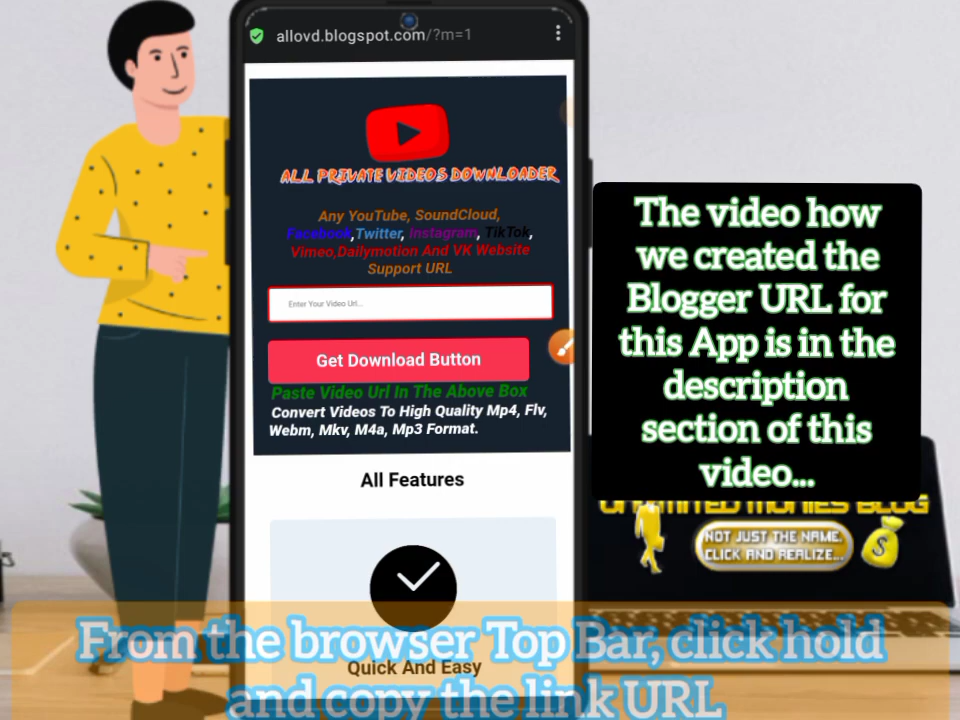 allovd.blogspot.com/?m=1
ALL PRIVATE VIDEOS DOWNLOADER
Any YouTube, SoundCloud,
Facebook,Twitter, Instagram, TikTok,
Vimeo,Dailymotion And VK Website
Support URL
Enter Your Video Url...
Get Download Button
Paste Video Url In The Above Box
Convert Videos To High Quality Mp4, Flv,
Webm, Mkv, M4a, Mp3 Format.
All Features
Quick And Easy
The video how
we created the
Blogger URL for
this App is in the
description
section of this
video...
UNLIMITED MONIES BLOG
NOT JUST THE NAME,
CLICK AND REALIZE...
$
From the browser Top Bar, click hold
and copy the link URL